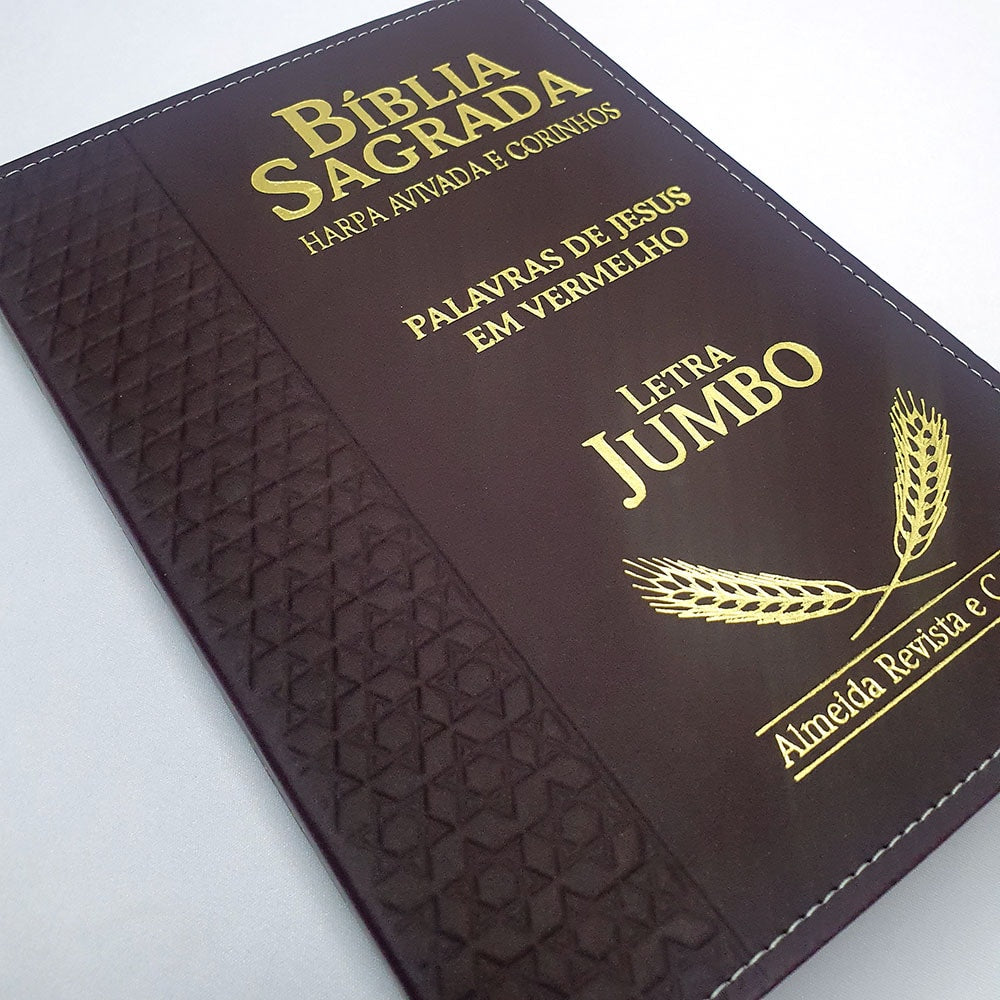 BÍBLIA
SAGRADA
HARPA AVIVADA E CORINHOS
PALAVRAS DE JESUS
EM VERMELHO
LETRA
JUMBO
Almeida Revista e C